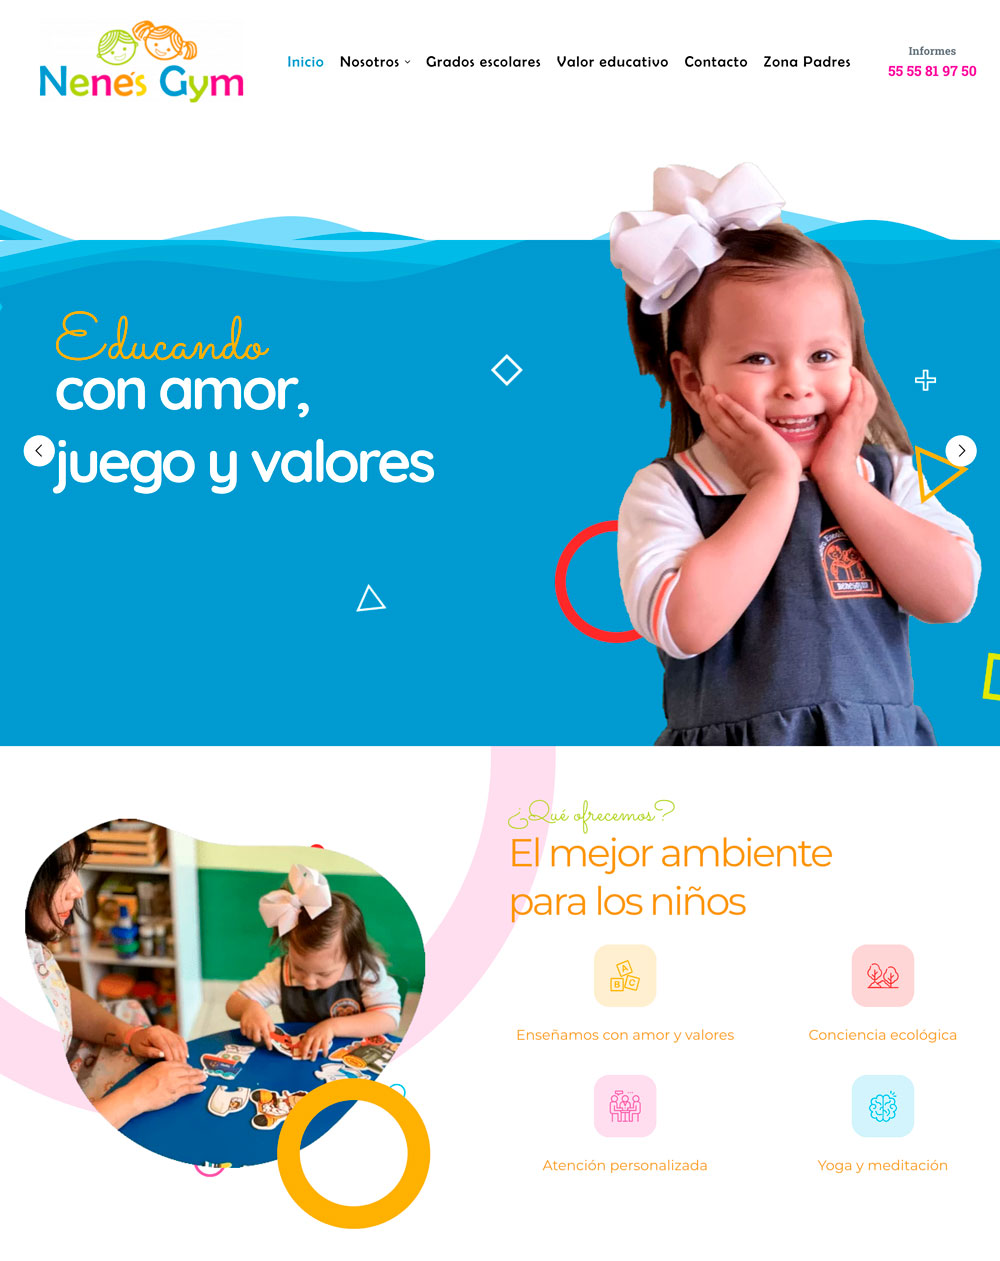 Nene's Gym
Inicio
Nosotros
Grados escolares
Valor educativo
Contacto
Zona Padres
Informes
55 55 81 97 50
Educando
con amor,
juego y valores
¿Qué ofrecemos?
El mejor ambiente
para los niños
A
B C
Enseñamos con amor y valores
Conciencia ecológica
Atención personalizada
Yoga y meditación